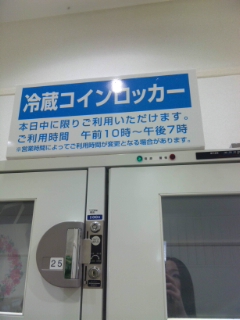 冷蔵コインロッカー
本日中に限りご利用いただけます。
ご利用時間　午前10時～午後7時
※営業時間によってご利用時間が変更となる場合があります。
25